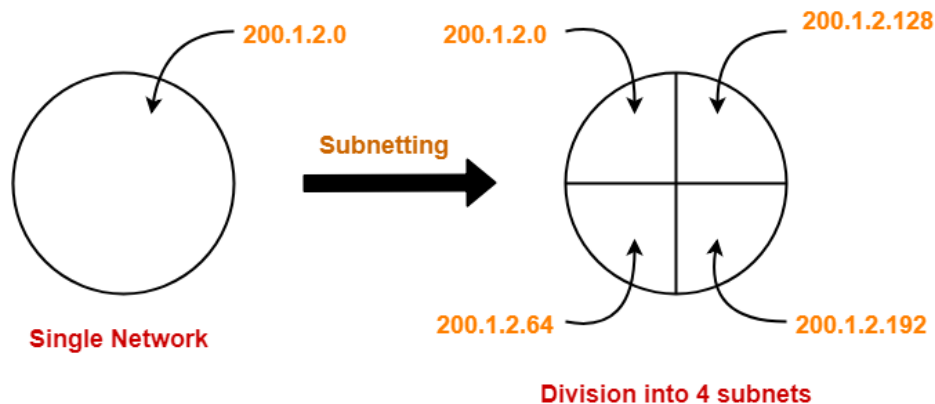 200.1.2.0
Single Network
Subnetting
200.1.2.0
200.1.2.128
200.1.2.64
200.1.2.192
Division into 4 subnets